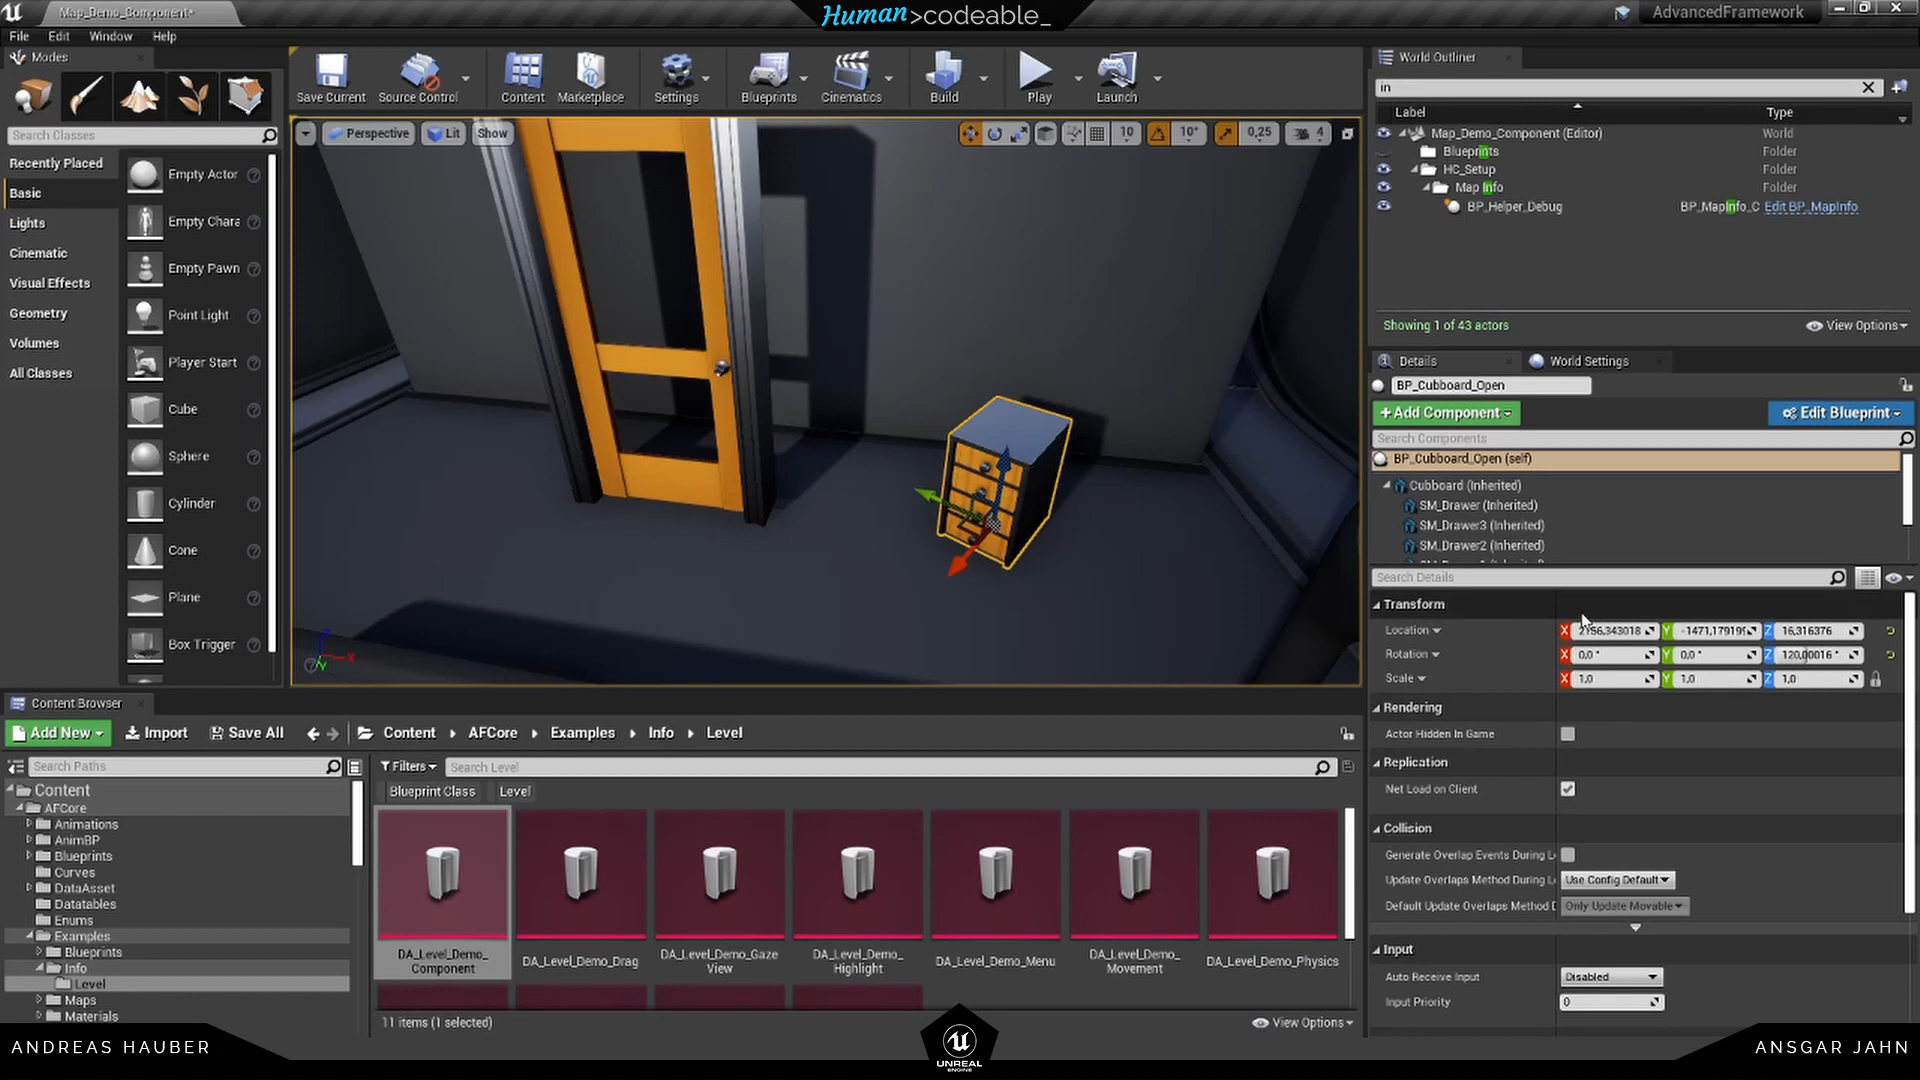 Map_Demo_Component*
Human >codeable_
AdvancedFramework
File Edit Window Help
Modes
Search Classes
Recently Placed
Basic
Lights
Cinematic
Visual Effects
Geometry
Volumes
All Classes
Empty Actor
Empty Chara
Empty Pawn
Point Light
Player Start
Cube
Sphere
Cylinder
Cone
Plane
Box Trigger
Save Current
Source Control
Content
Marketplace
Settings
Blueprints
Cinematics
Build
Play
Launch
Perspective Lit Show
10 10° 0,25 4
World Outliner
in
Label Type
Map_Demo_Component (Editor) World
Blueprints Folder
HC_Setup Folder
Map Info Folder
BP_Helper_Debug BP_MapInfo_C Edit BP_MapInfo
Showing 1 of 43 actors View Options
Details World Settings
BP_Cubboard_Open
+Add Component Edit Blueprint
Search Components
BP_Cubboard_Open (self)
Cubboard (Inherited)
SM_Drawer (Inherited)
SM_Drawer3 (Inherited)
SM_Drawer2 (Inherited)
Search Details
Transform
Location X 2156,343018 Y Z 16,316376
Rotation X 0,0 ° Y 0,0 ° Z 120,00016 °
Scale X 1,0 Y 1,0 Z 1,0
Rendering
Actor Hidden In Game
Replication
Net Load on Client
Collision
Generate Overlap Events During L
Update Overlaps Method During L Use Config Default
Default Update Overlaps Method D Only Update Movable
Input
Auto Receive Input Disabled
Input Priority 0
Content Browser
Add New Import Save All Content AFCore Examples Info Level
Search Paths
Filters Search Level
Blueprint Class Level
Content
AFCore
Animations
AnimBP
Blueprints
Curves
DataAsset
Datatables
Enums
Examples
Blueprints
Info
Level
Maps
Materials
DA_Level_Demo_
Component
DA_Level_Demo_Drag
DA_Level_Demo_Gaze
View
DA_Level_Demo_
Highlight
DA_Level_Demo_Menu
DA_Level_Demo_
Movement
DA_Level_Demo_Physics
11 items (1 selected) View Options
ANDREAS HAUBER
UNREAL
ENGINE
ANSGAR JAHN